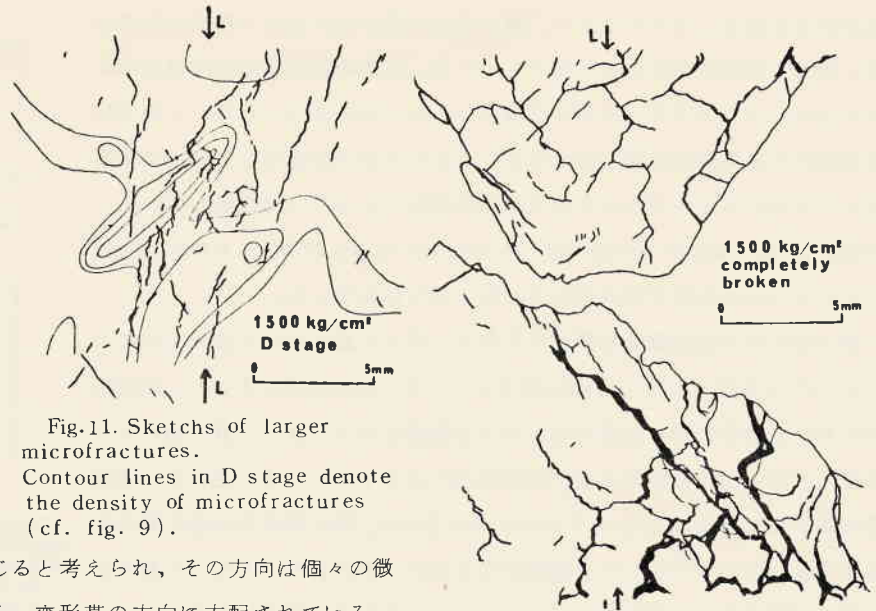 L
L
1500 kg/cm²
D stage
0 5mm
L
1500 kg/cm²
completely
broken
0 5mm
Fig.11. Sketchs of larger
microfractures.
Contour lines in D stage denote
the density of microfractures
(cf. fig. 9).
じると考えられ，その方向は個々の微
変形帯の方向に支配されている